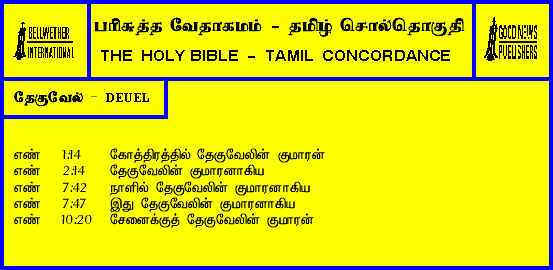 BELLWETHER
INTERNATIONAL
பரிசுத்த வேதாகமம் - தமிழ் சொல்தொகுதி
THE HOLY BIBLE - TAMIL CONCORDANCE
GOOD NEWS
PUBLISHERS
தேகுவேல் - DEUEL
எண் 1:14 கோத்திரத்தில் தேகுவேலின் குமாரன்
எண் 2:14 தேகுவேலின் குமாரனாகிய
எண் 7:42 நாளில் தேகுவேலின் குமாரனாகிய
எண் 7:47 இது தேகுவேலின் குமாரனாகிய
எண் 10:20 சேனைக்குத் தேகுவேலின் குமாரன்